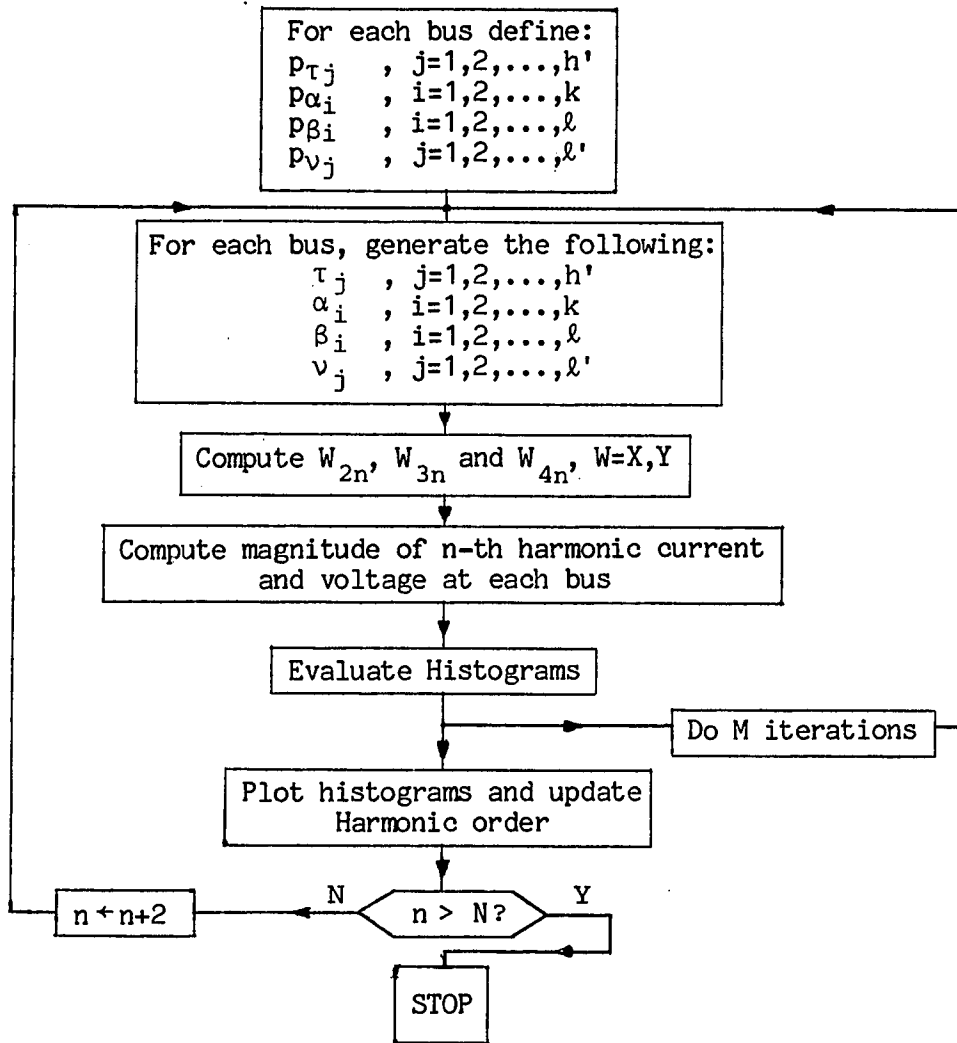 For each bus define:
pτj , j=1,2,...,h'
pαi , i=1,2,...,k
pβi , i=1,2,...,ℓ
pνj , j=1,2,...,ℓ'
For each bus, generate the following:
τj , j=1,2,...,h'
αi , i=1,2,...,k
βi , i=1,2,...,ℓ
νj , j=1,2,...,ℓ'
Compute W2n, W3n and W4n, W=X,Y
Compute magnitude of n-th harmonic current
and voltage at each bus
Evaluate Histograms
Do M iterations
Plot histograms and update
Harmonic order
n ← n+2
N
n > N?
Y
STOP